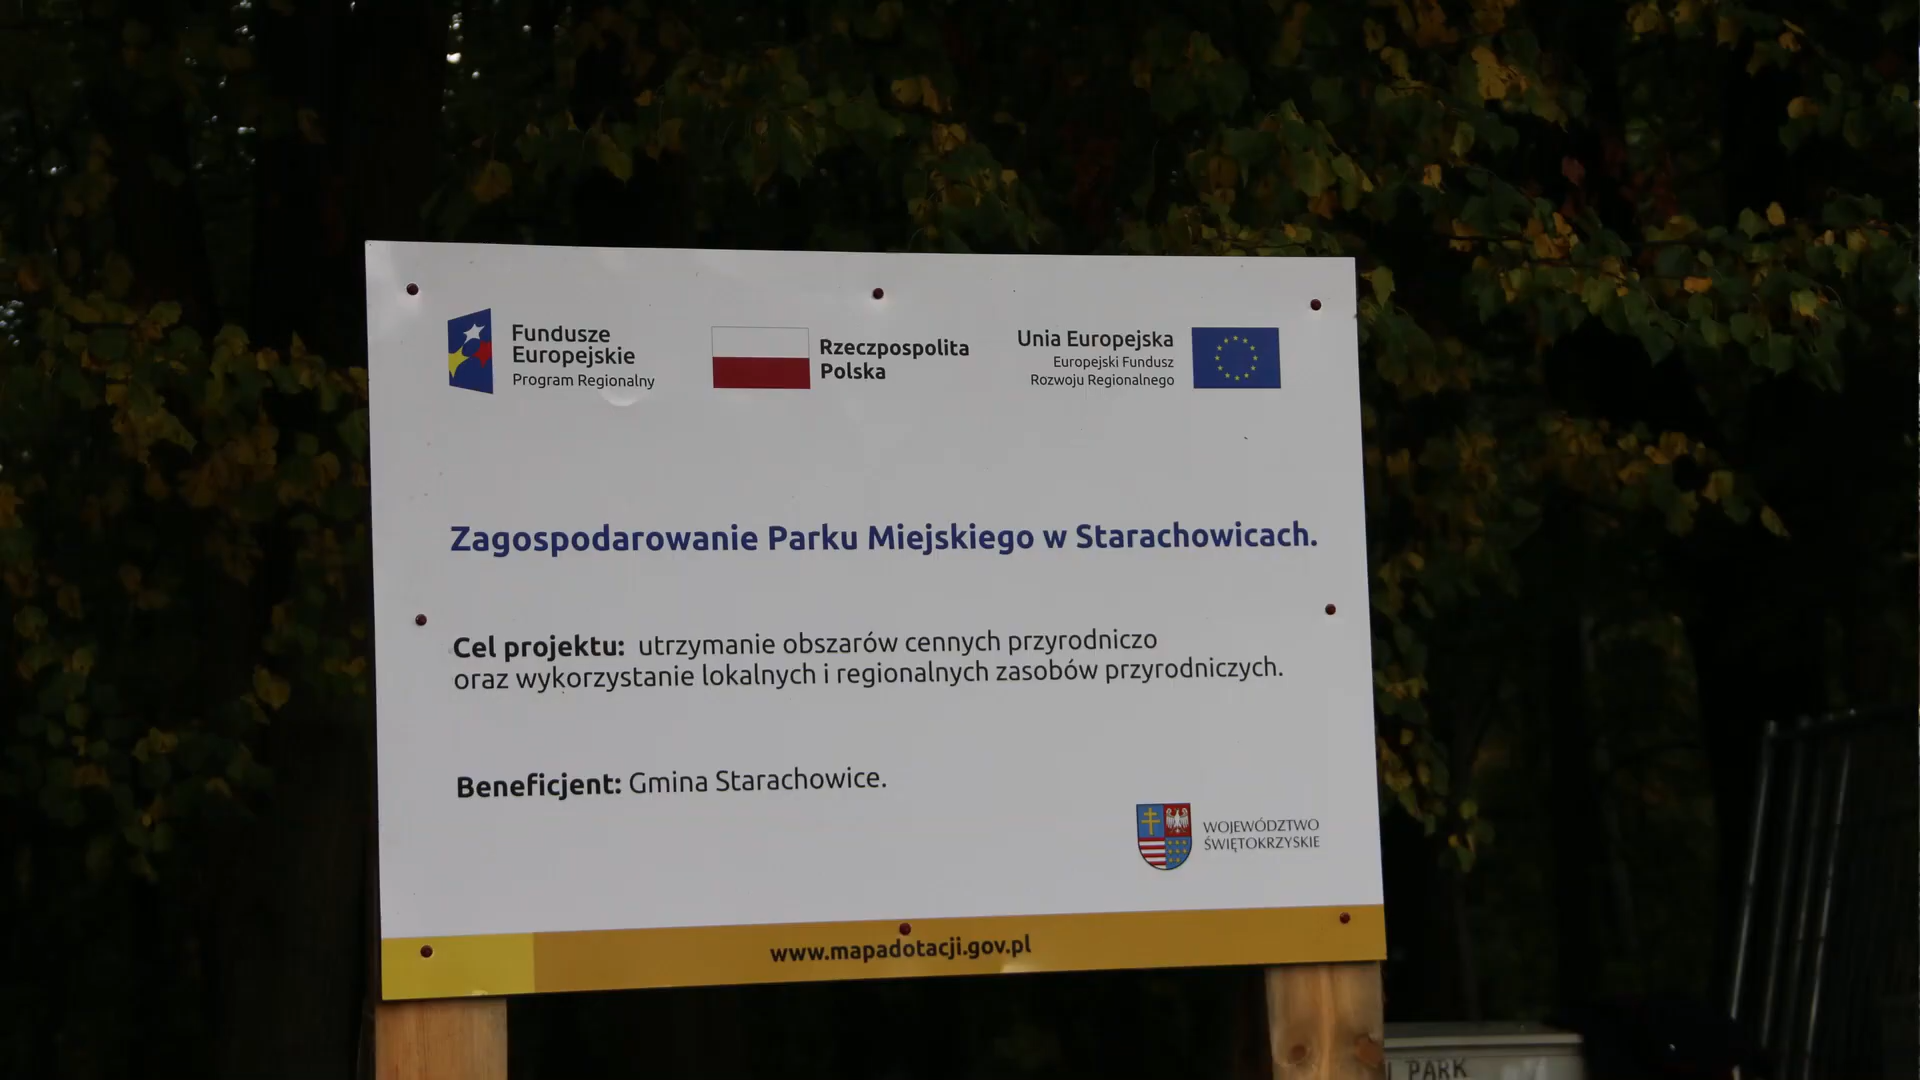 Fundusze
Europejskie
Program Regionalny
Rzeczpospolita
Polska
Unia Europejska
Europejski Fundusz
Rozwoju Regionalnego
Zagospodarowanie Parku Miejskiego w Starachowicach.
Cel projektu: utrzymanie obszarów cennych przyrodniczo
oraz wykorzystanie lokalnych i regionalnych zasobów przyrodniczych.
Beneficjent: Gmina Starachowice.
WOJEWÓDZTWO
ŚWIĘTOKRZYSKIE
www.mapadotacji.gov.pl
PARK